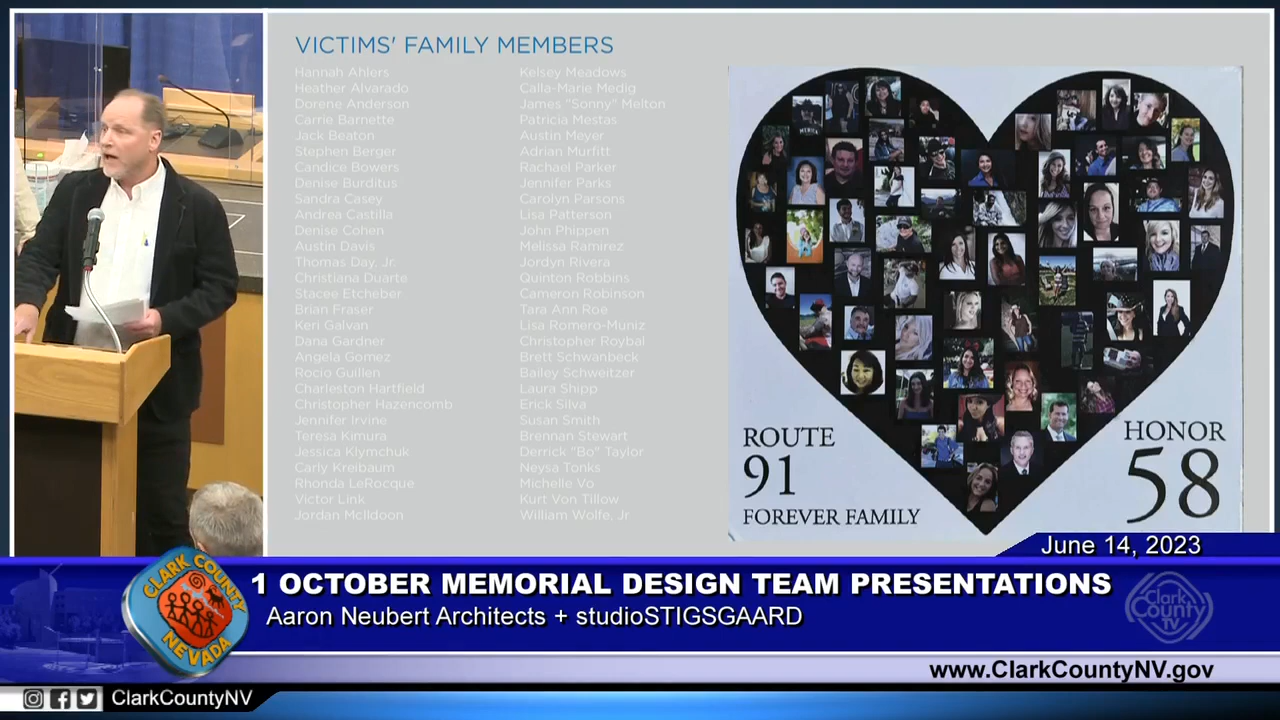 VICTIMS' FAMILY MEMBERS
Hannah Ahlers
Heather Alvarado
Dorene Anderson
Carrie Barnette
Jack Beaton
Stephen Berger
Candice Bowers
Denise Burditus
Sandra Casey
Andrea Castilla
Denise Cohen
Austin Davis
Thomas Day, Jr.
Christiana Duarte
Stacee Etcheber
Brian Fraser
Keri Galvan
Dana Gardner
Angela Gomez
Rocio Guillen
Charleston Hartfield
Christopher Hazencomb
Jennifer Irvine
Teresa Kimura
Jessica Klymchuk
Carly Kreibaum
Rhonda LeRocque
Victor Link
Jordan McIldoon
Kelsey Meadows
Calla-Marie Medig
James "Sonny" Melton
Patricia Mestas
Austin Meyer
Adrian Murfitt
Rachael Parker
Jennifer Parks
Carolyn Parsons
Lisa Patterson
John Phippen
Melissa Ramirez
Jordyn Rivera
Quinton Robbins
Cameron Robinson
Tara Ann Roe
Lisa Romero-Muniz
Christopher Roybal
Brett Schwanbeck
Bailey Schweitzer
Laura Shipp
Erick Silva
Susan Smith
Brennan Stewart
Derrick "Bo" Taylor
Neysa Tonks
Michelle Vo
Kurt Von Tillow
William Wolfe, Jr
ROUTE
91
FOREVER FAMILY
HONOR
58
June 14, 2023
1 OCTOBER MEMORIAL DESIGN TEAM PRESENTATIONS
Aaron Neubert Architects + studioSTIGSGAARD
CLARK COUNTY
NEVADA
Clark
County
TV
www.ClarkCountyNV.gov
ClarkCountyNV